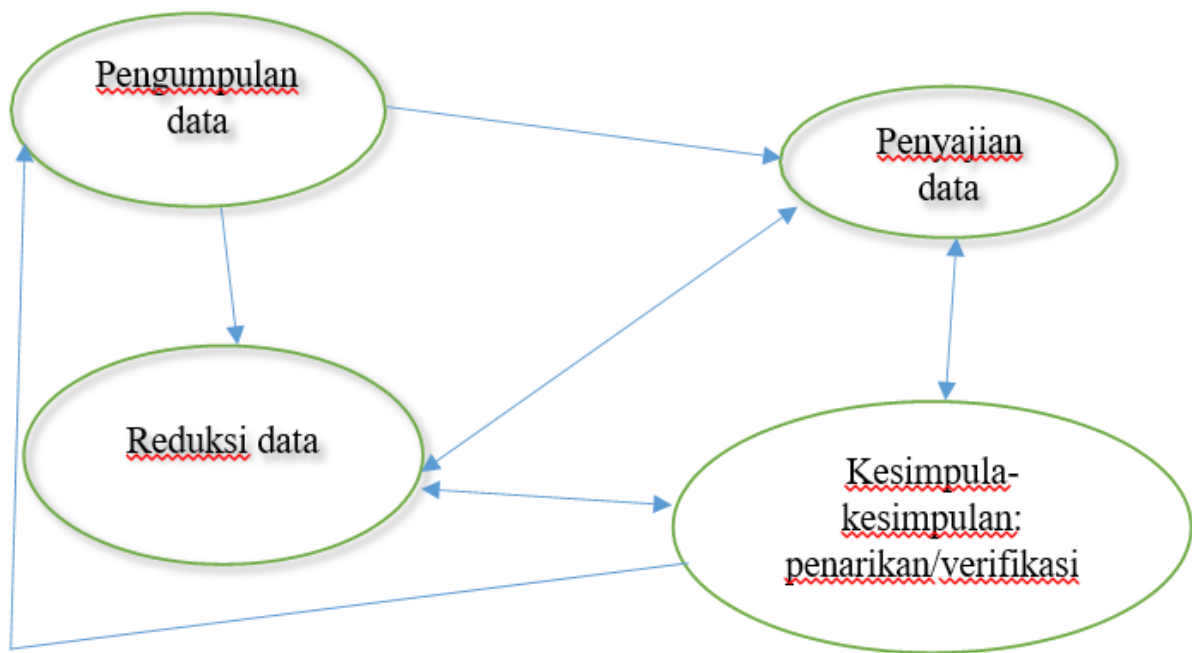 Pengumpulan
data
Penyajian
data
Reduksi data
Kesimpula-
kesimpulan:
penarikan/verifikasi